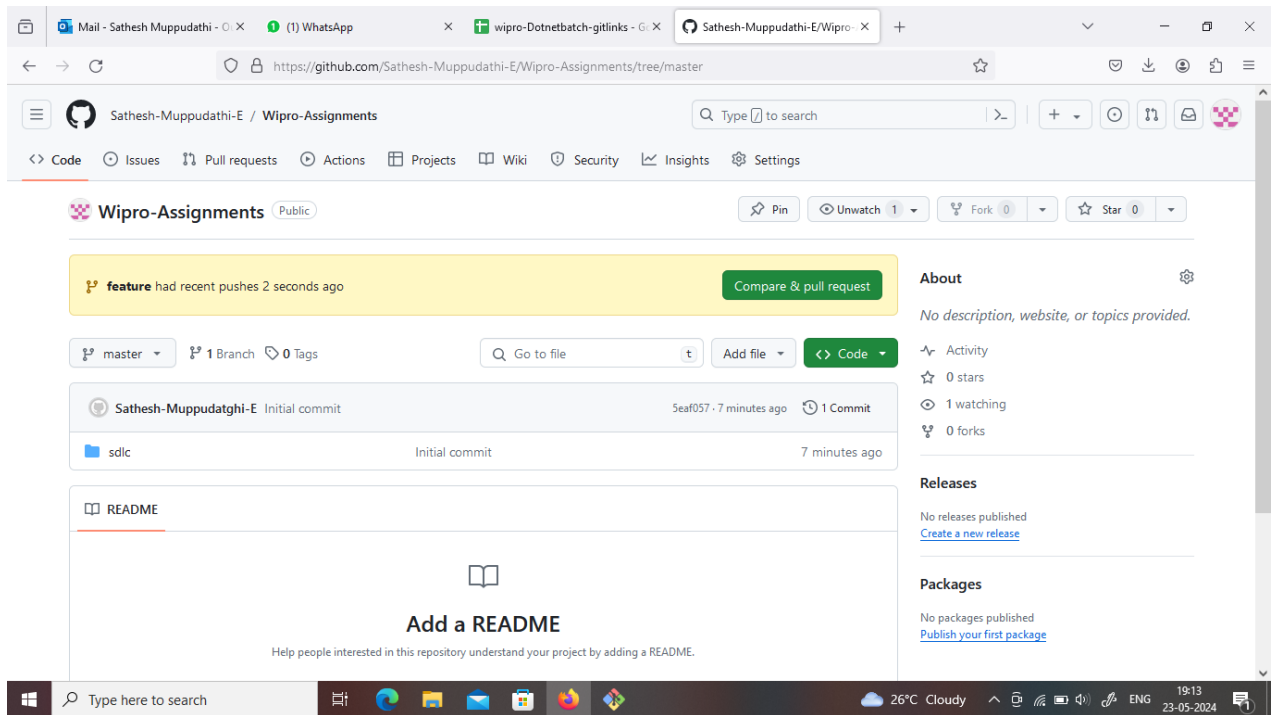 Mail - Sathesh Muppudathi - O
(1) WhatsApp
wipro-Dotnetbatch-gitlinks - G
Sathesh-Muppudathi-E/Wipro-
https://github.com/Sathesh-Muppudathi-E/Wipro-Assignments/tree/master
Sathesh-Muppudathi-E / Wipro-Assignments
Type / to search
Code
Issues
Pull requests
Actions
Projects
Wiki
Security
Insights
Settings
Wipro-Assignments Public
Pin
Unwatch 1
Fork 0
Star 0
feature had recent pushes 2 seconds ago
Compare & pull request
master
1 Branch
0 Tags
Go to file t
Add file
Code
Sathesh-Muppudatghi-E Initial commit
5eaf057 · 7 minutes ago
1 Commit
sdlc
Initial commit
7 minutes ago
README
Add a README
Help people interested in this repository understand your project by adding a README.
About
No description, website, or topics provided.
Activity
0 stars
1 watching
0 forks
Releases
No releases published
Create a new release
Packages
No packages published
Publish your first package
Type here to search
26°C Cloudy
ENG
19:13
23-05-2024
1